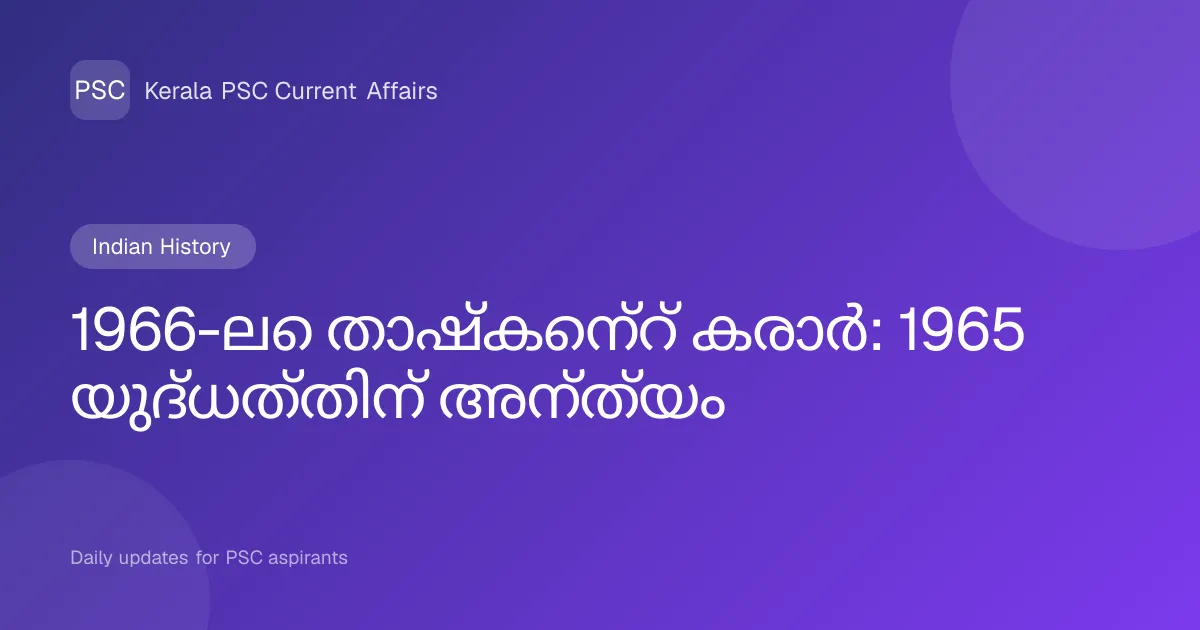 PSC Kerala PSC Current Affairs
Indian History
1966-ലെ താഷ്കന്റെ് കരാർ: 1965
യുദ്ധത്തിന് അന്ത്യം
Daily updates for PSC aspirants